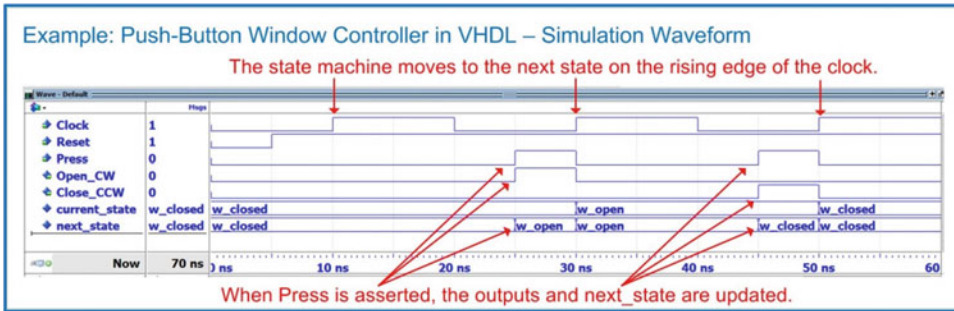 Example: Push-Button Window Controller in VHDL – Simulation Waveform
The state machine moves to the next state on the rising edge of the clock.
Wave - Default
Msgs
Clock 1
Reset 1
Press 0
Open_CW 0
Close_CCW 0
current_state w_closed w_closed w_open w_closed
next_state w_closed w_closed w_open w_open w_closed w_closed
Now 70 ns 0 ns 10 ns 20 ns 30 ns 40 ns 50 ns 60
When Press is asserted, the outputs and next_state are updated.